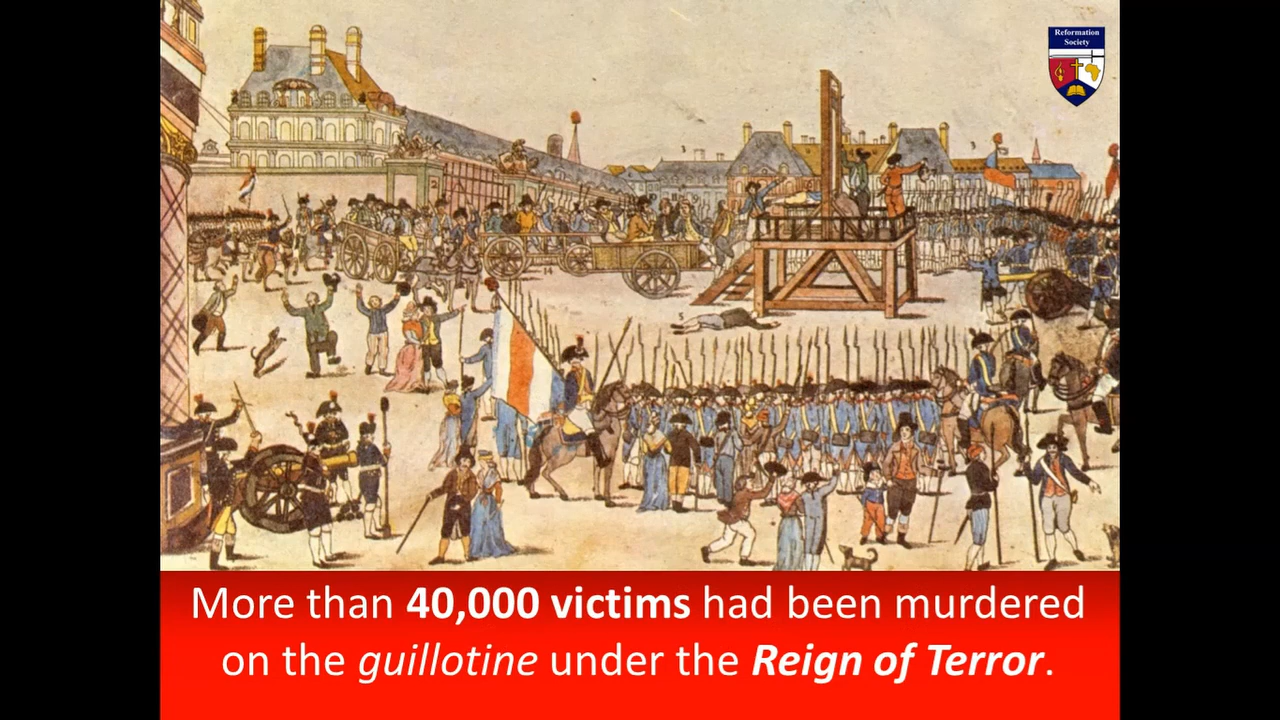 Reformation
Society
More than 40,000 victims had been murdered
on the guillotine under the Reign of Terror.